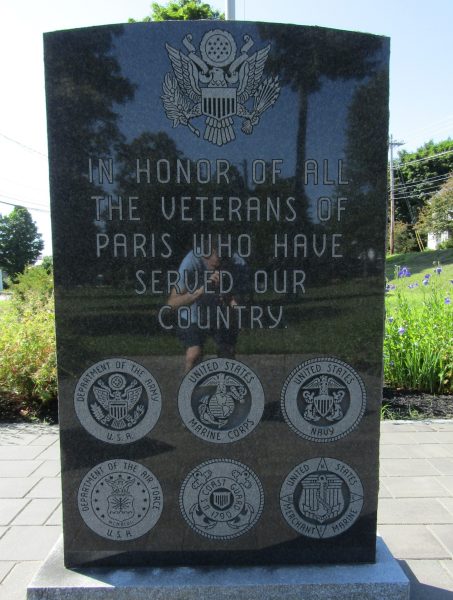 IN HONOR OF ALL
THE VETERANS OF
PARIS WHO HAVE
SERVED OUR
COUNTRY.
DEPARTMENT OF THE ARMY
U.S.A.
UNITED STATES
MARINE CORPS
UNITED STATES
NAVY
DEPARTMENT OF THE AIR FORCE
U.S.A.
COAST GUARD
1790
UNITED STATES
MERCHANT MARINE